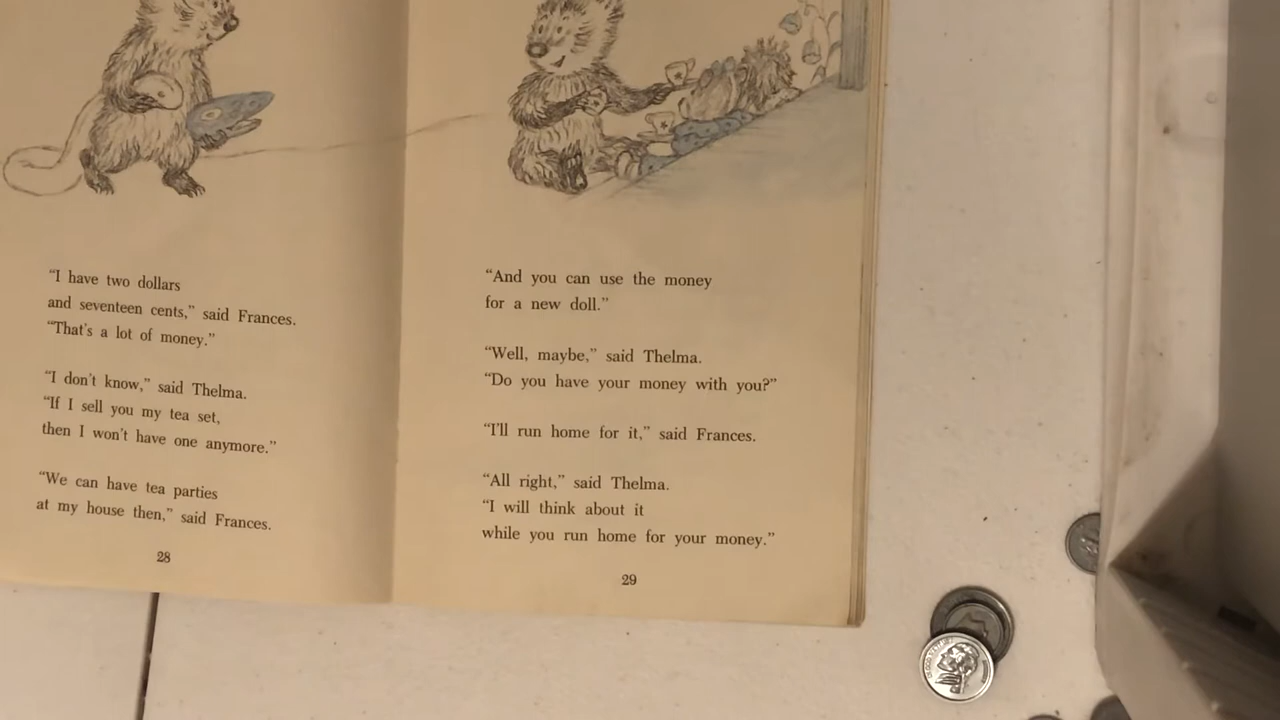 “I have two dollars
and seventeen cents,” said Frances.
“That’s a lot of money.”
“I don’t know,” said Thelma.
“If I sell you my tea set,
then I won’t have one anymore.”
“We can have tea parties
at my house then,” said Frances.
28
“And you can use the money
for a new doll.”
“Well, maybe,” said Thelma.
“Do you have your money with you?”
“I’ll run home for it,” said Frances.
“All right,” said Thelma.
“I will think about it
while you run home for your money.”
29